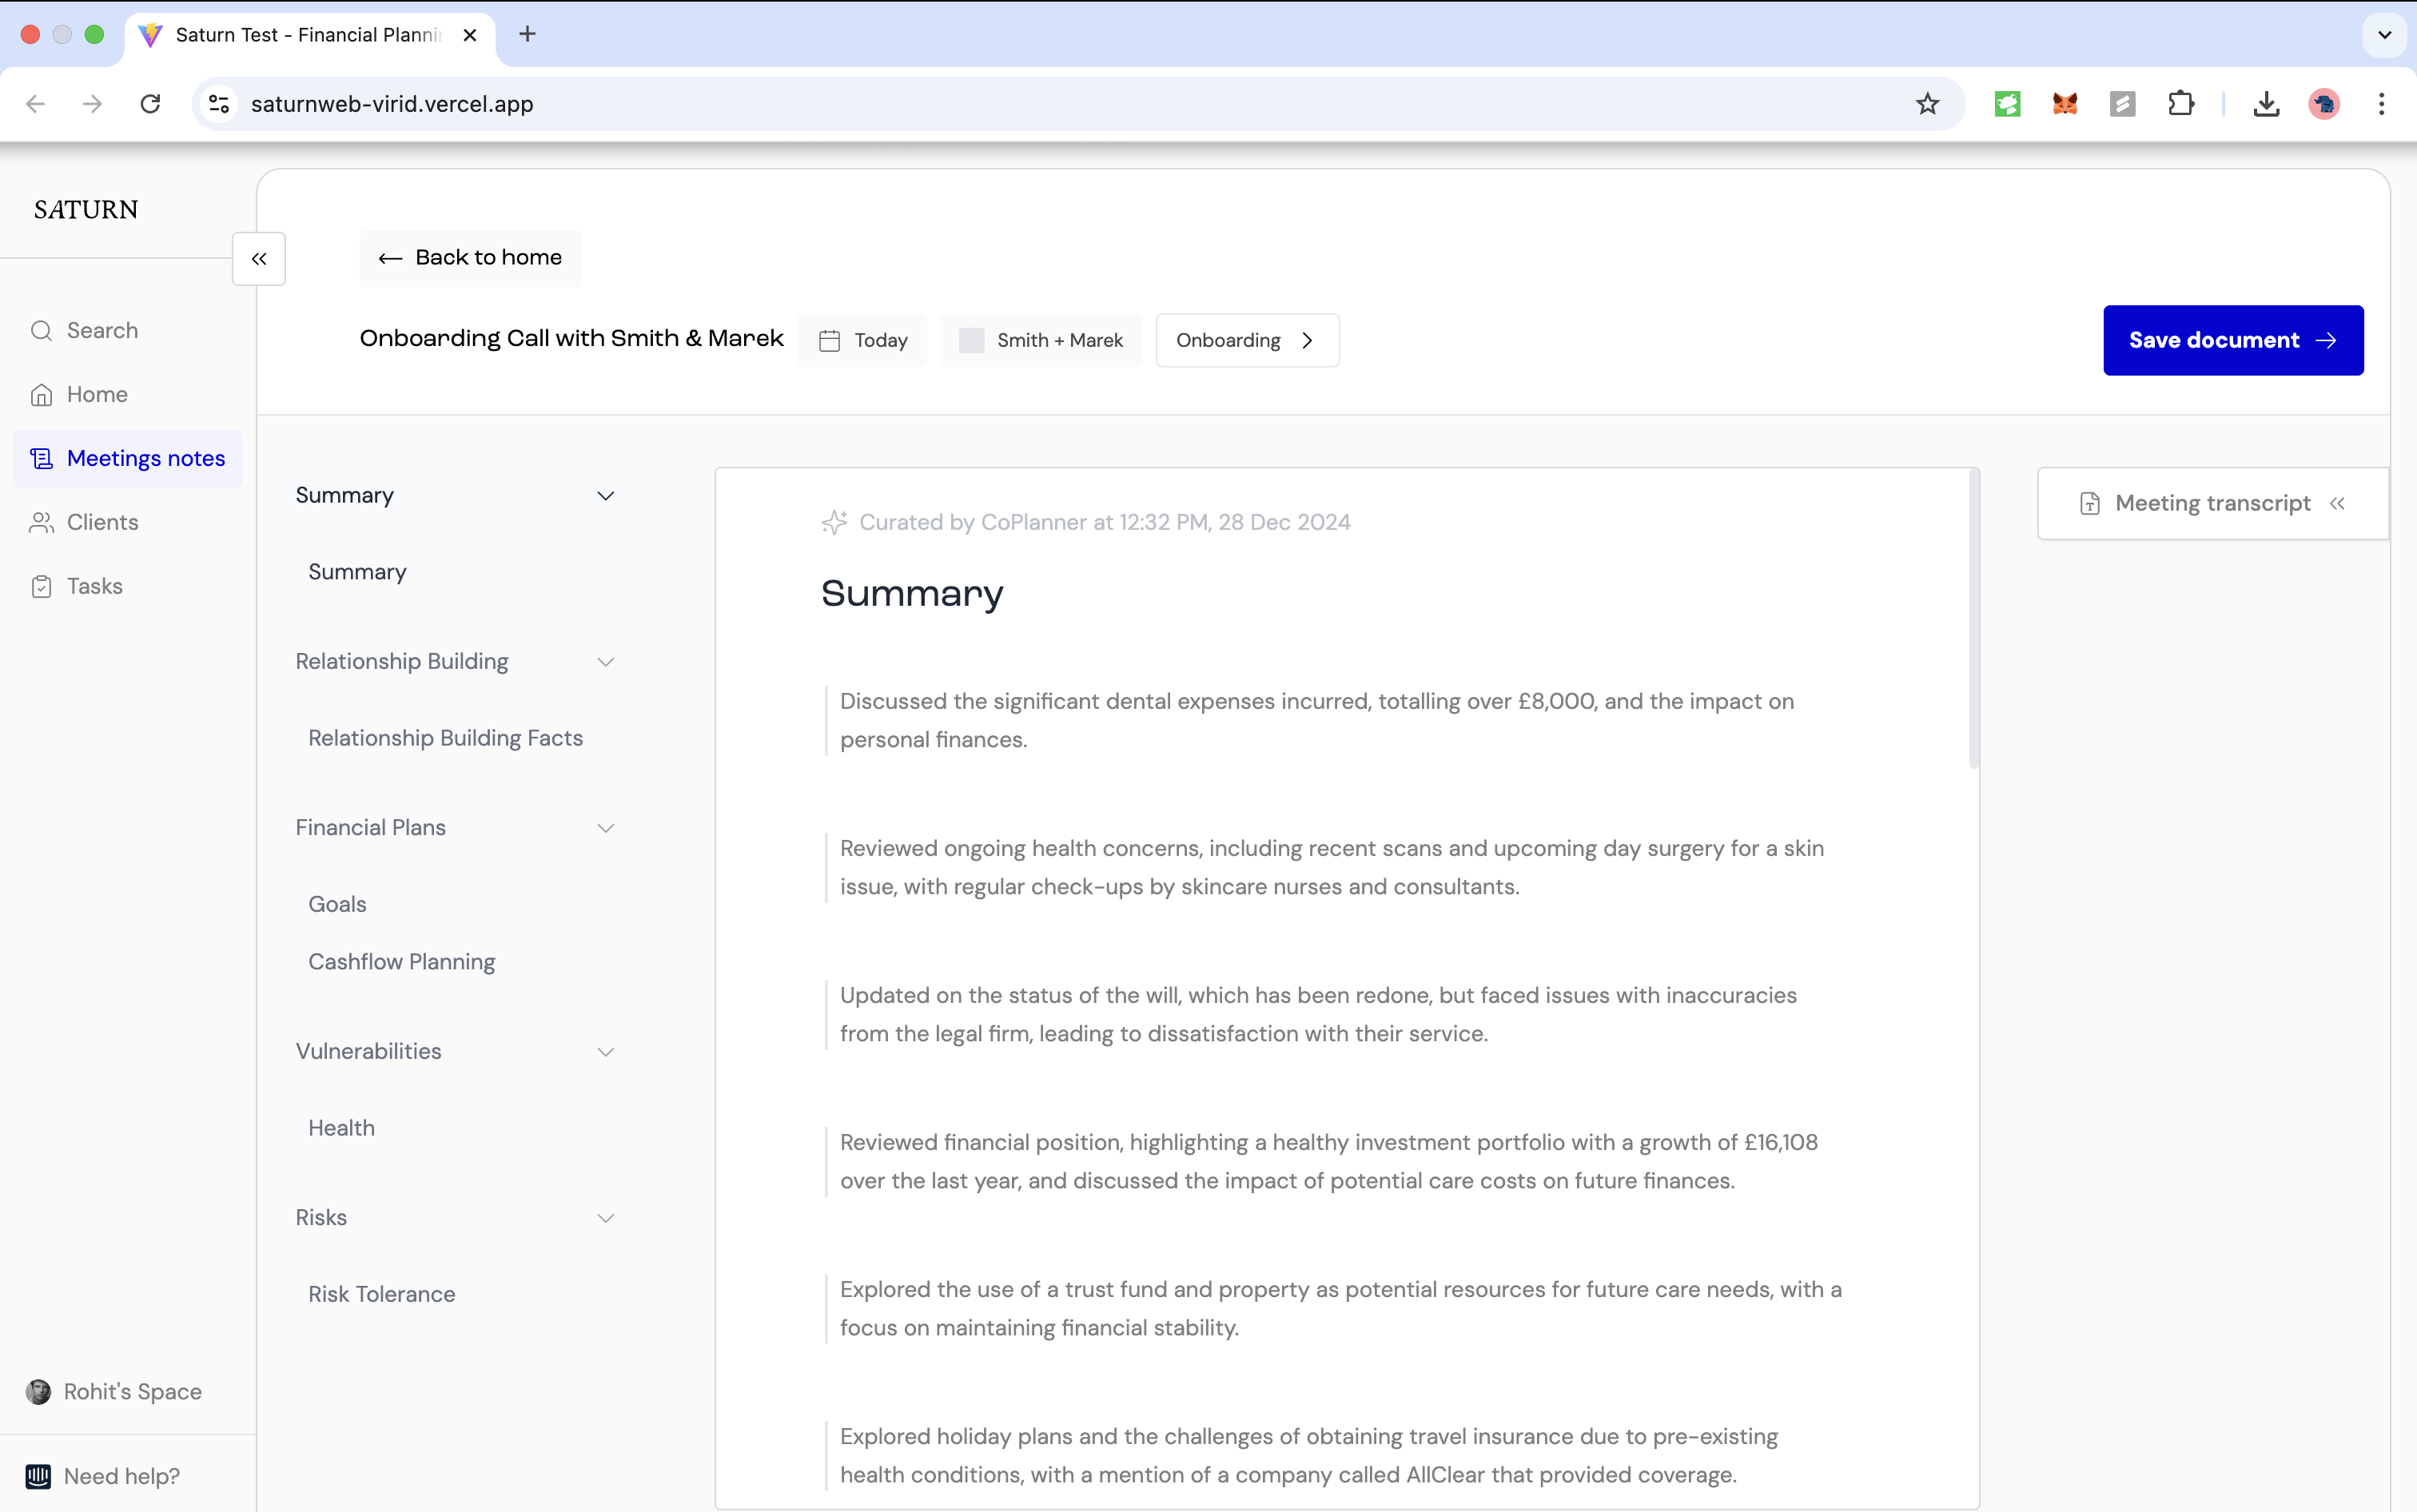 Saturn Test - Financial Plannin
saturnweb-virid.vercel.app
SATURN
Search
Home
Meetings notes
Clients
Tasks
Rohit's Space
Need help?
Back to home
Onboarding Call with Smith & Marek
Today
Smith + Marek
Onboarding
Save document
Summary
Summary
Relationship Building
Relationship Building Facts
Financial Plans
Goals
Cashflow Planning
Vulnerabilities
Health
Risks
Risk Tolerance
Curated by CoPlanner at 12:32 PM, 28 Dec 2024
Summary
Discussed the significant dental expenses incurred, totalling over £8,000, and the impact on
personal finances.
Reviewed ongoing health concerns, including recent scans and upcoming day surgery for a skin
issue, with regular check-ups by skincare nurses and consultants.
Updated on the status of the will, which has been redone, but faced issues with inaccuracies
from the legal firm, leading to dissatisfaction with their service.
Reviewed financial position, highlighting a healthy investment portfolio with a growth of £16,108
over the last year, and discussed the impact of potential care costs on future finances.
Explored the use of a trust fund and property as potential resources for future care needs, with a
focus on maintaining financial stability.
Explored holiday plans and the challenges of obtaining travel insurance due to pre-existing
health conditions, with a mention of a company called AllClear that provided coverage.
Meeting transcript